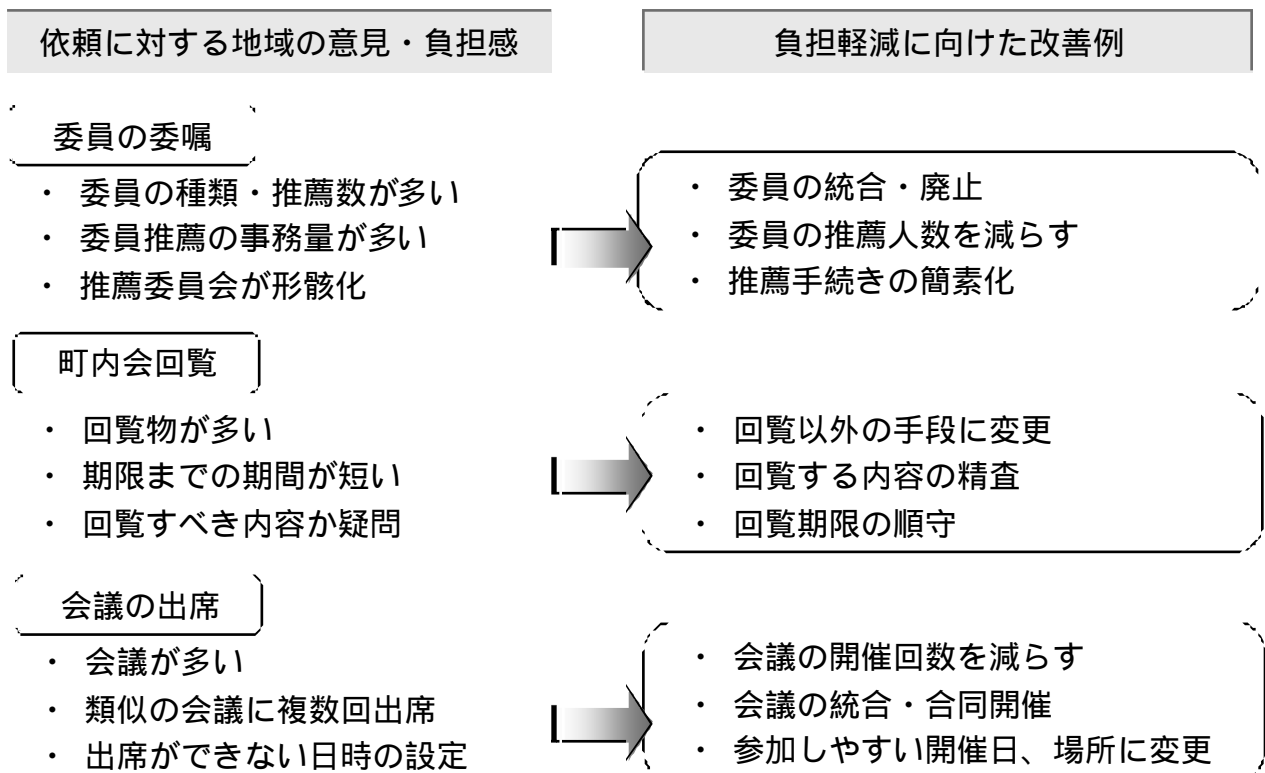 依頼に対する地域の意見・負担感
負担軽減に向けた改善例
委員の委嘱
・ 委員の種類・推薦数が多い
・ 委員推薦の事務量が多い
・ 推薦委員会が形骸化
・ 委員の統合・廃止
・ 委員の推薦人数を減らす
・ 推薦手続きの簡素化
町内会回覧
・ 回覧物が多い
・ 期限までの期間が短い
・ 回覧すべき内容か疑問
・ 回覧以外の手段に変更
・ 回覧する内容の精査
・ 回覧期限の順守
会議の出席
・ 会議が多い
・ 類似の会議に複数回出席
・ 出席ができない日時の設定
・ 会議の開催回数を減らす
・ 会議の統合・合同開催
・ 参加しやすい開催日、場所に変更